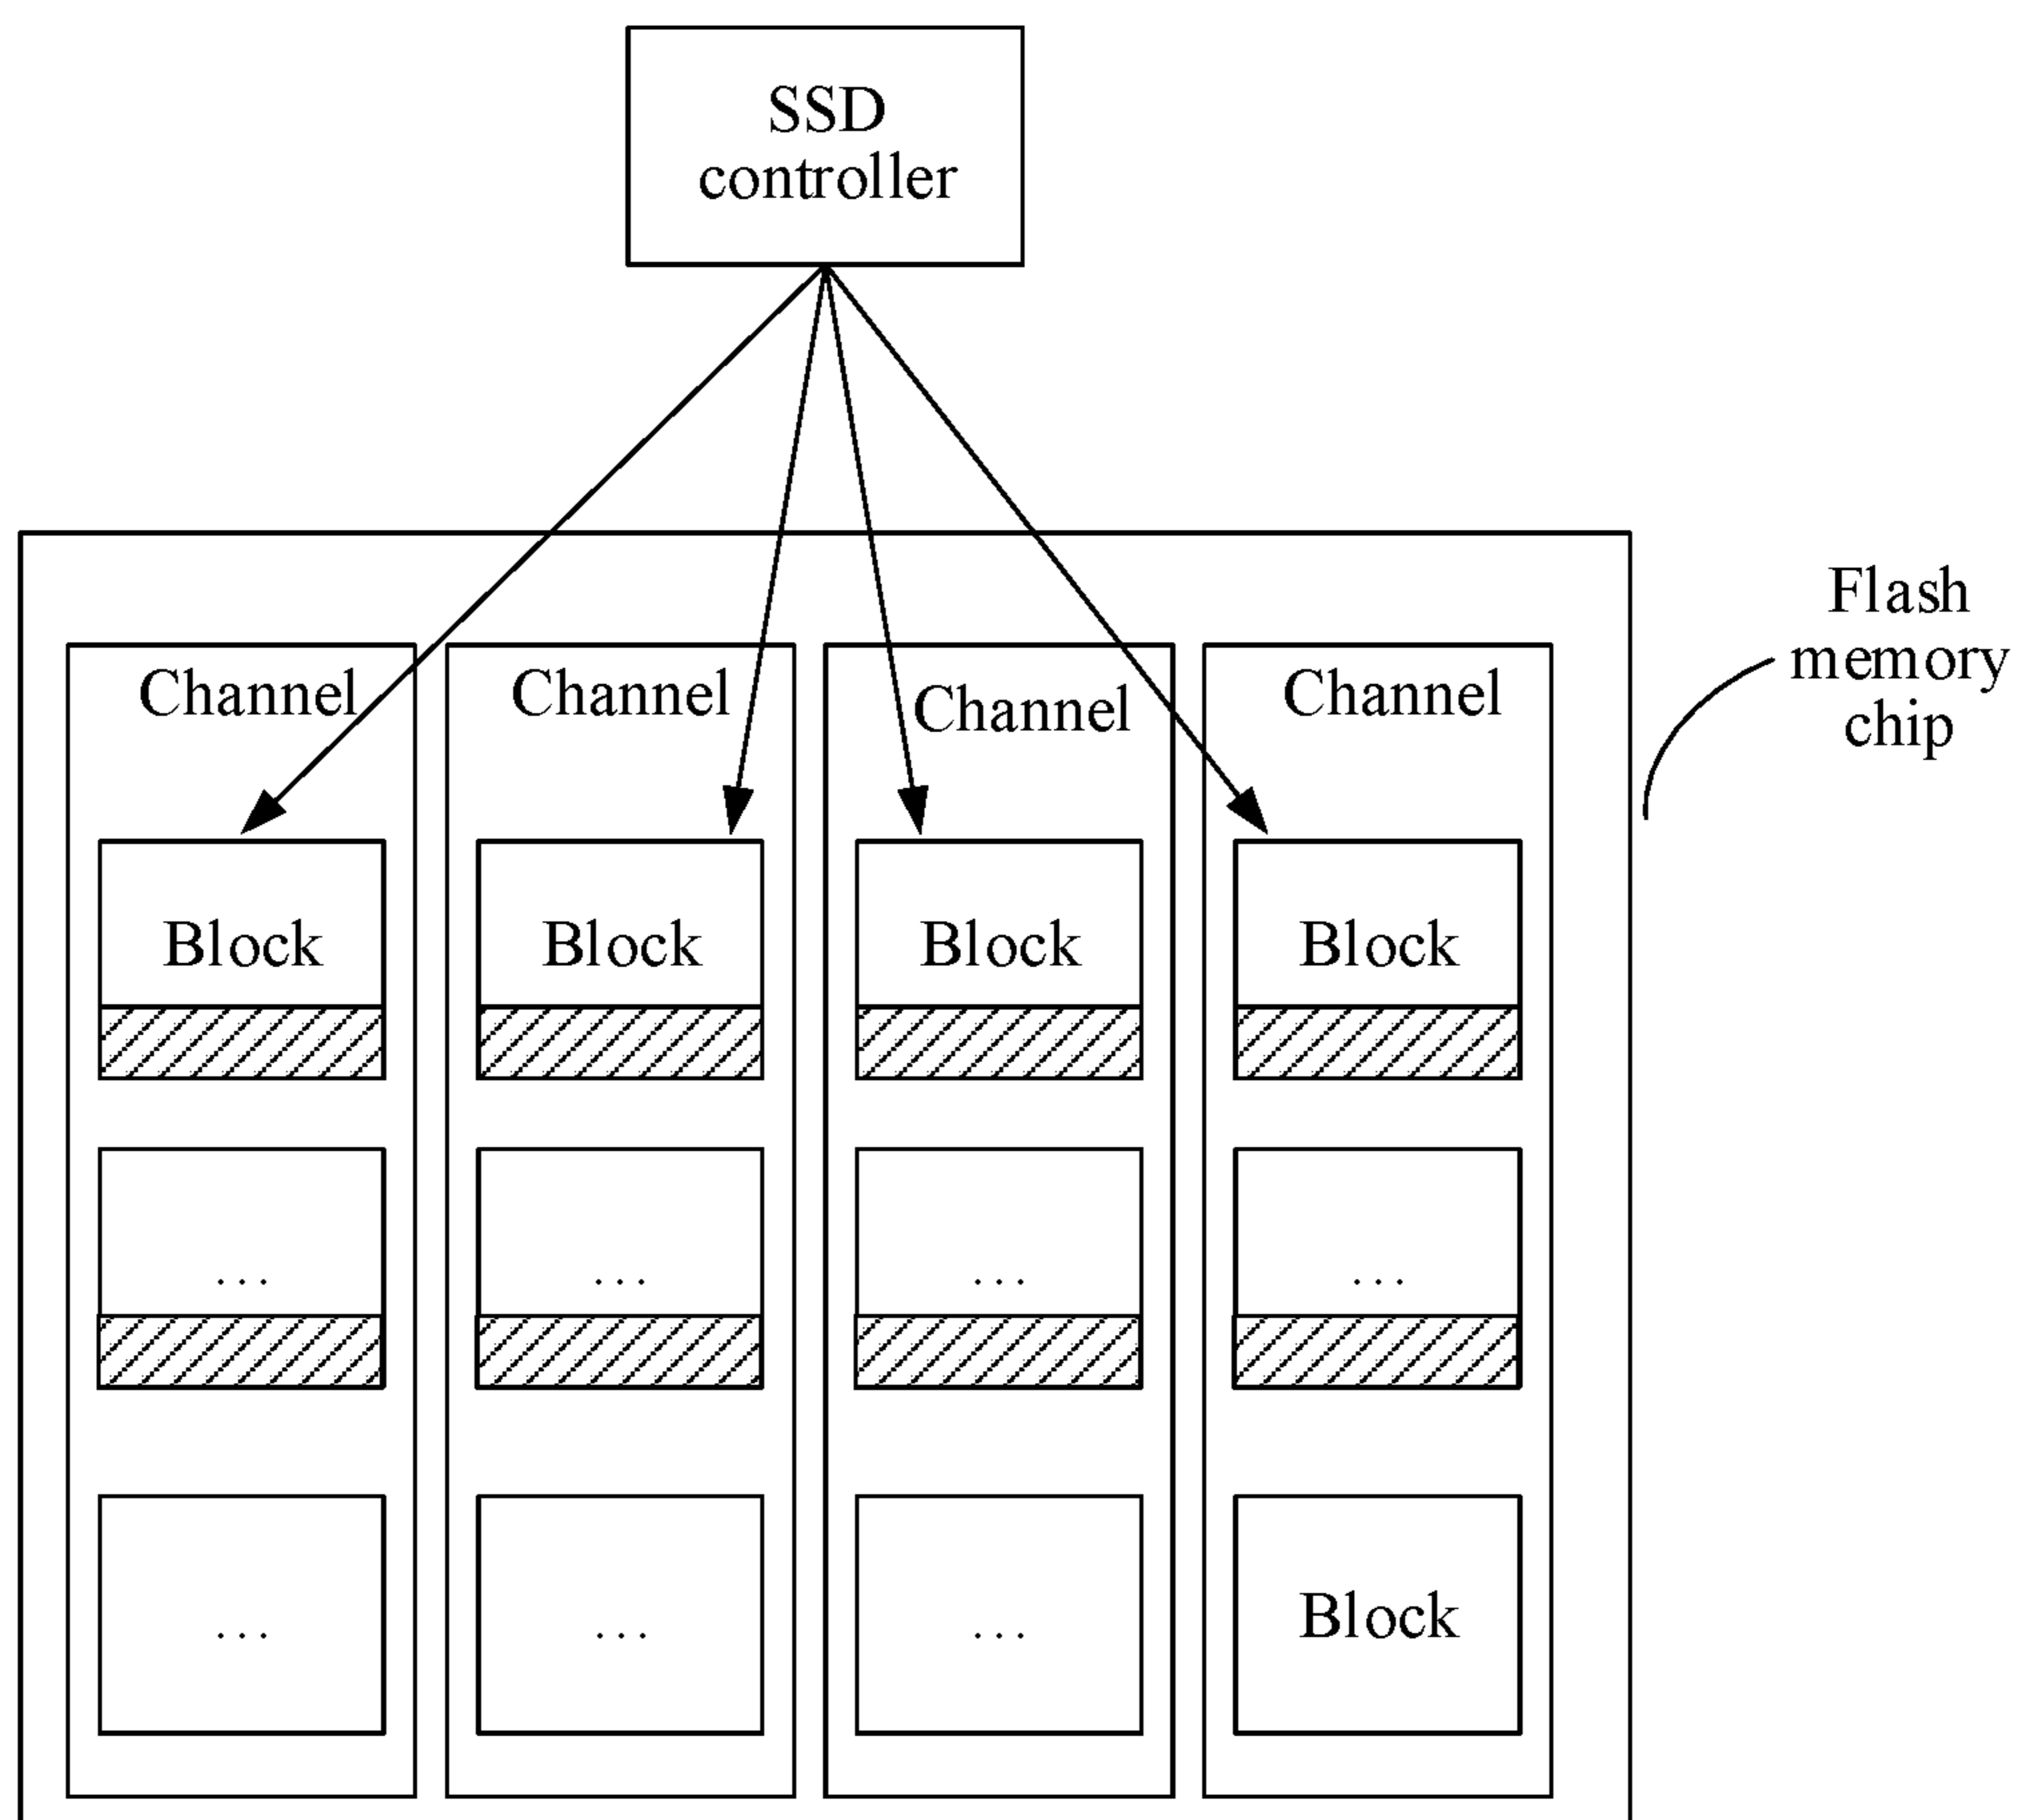 SSD
controller
Flash
memory
chip
Channel
Channel
Channel
Channel
Block
Block
Block
Block
...
...
...
...
...
...
...
Block